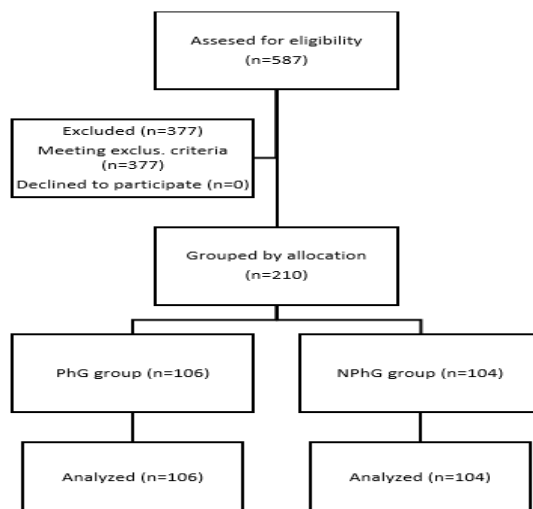 Assesed for eligibility
(n=587)
Excluded (n=377)
Meeting exclus. criteria
(n=377)
Declined to participate (n=0)
Grouped by allocation
(n=210)
PhG group (n=106)
NPhG group (n=104)
Analyzed (n=106)
Analyzed (n=104)